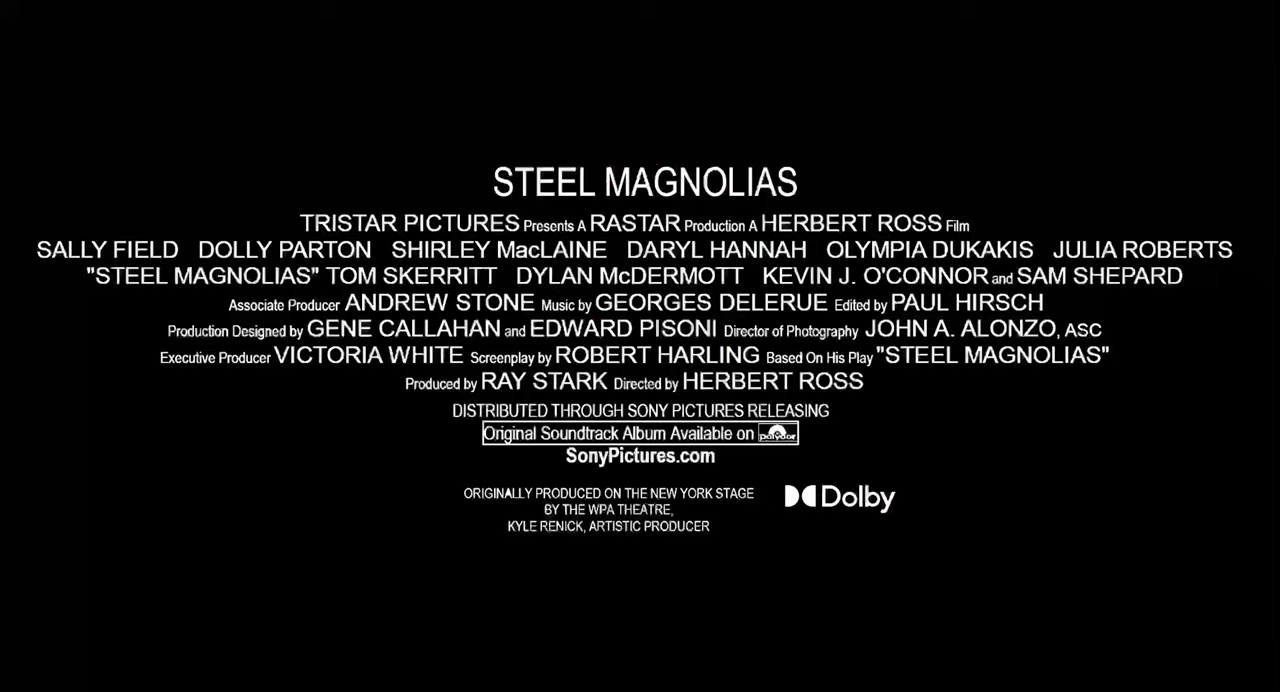 STEEL MAGNOLIAS
TRISTAR PICTURES Presents A RASTAR Production A HERBERT ROSS Film
SALLY FIELD DOLLY PARTON SHIRLEY MacLAINE DARYL HANNAH OLYMPIA DUKAKIS JULIA ROBERTS
"STEEL MAGNOLIAS" TOM SKERRITT DYLAN McDERMOTT KEVIN J. O'CONNOR and SAM SHEPARD
Associate Producer ANDREW STONE Music by GEORGES DELERUE Edited by PAUL HIRSCH
Production Designed by GENE CALLAHAN and EDWARD PISONI Director of Photography JOHN A. ALONZO, ASC
Executive Producer VICTORIA WHITE Screenplay by ROBERT HARLING Based On His Play "STEEL MAGNOLIAS"
Produced by RAY STARK Directed by HERBERT ROSS
DISTRIBUTED THROUGH SONY PICTURES RELEASING
Original Soundtrack Album Available on polydor
SonyPictures.com
ORIGINALLY PRODUCED ON THE NEW YORK STAGE
BY THE WPA THEATRE,
KYLE RENICK, ARTISTIC PRODUCER
Dolby